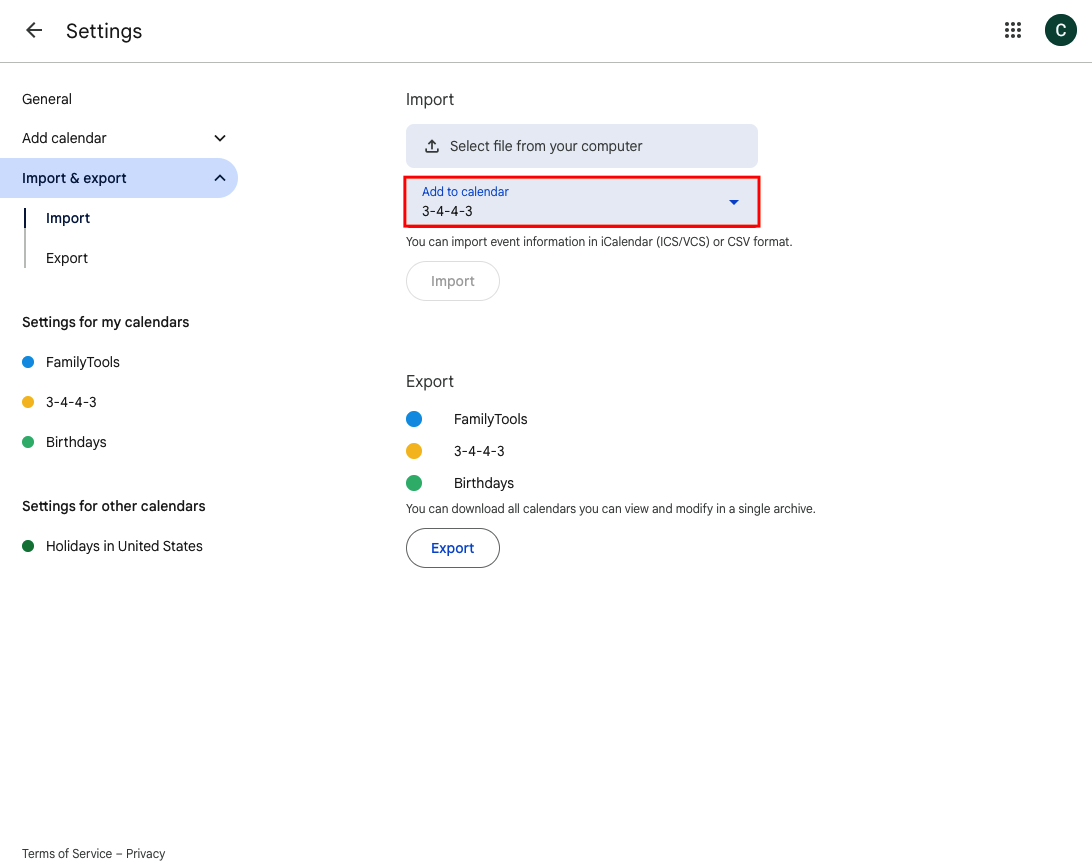 Settings
C
General
Add calendar
Import & export
Import
Export
Settings for my calendars
FamilyTools
3-4-4-3
Birthdays
Settings for other calendars
Holidays in United States
Import
Select file from your computer
Add to calendar
3-4-4-3
You can import event information in iCalendar (ICS/VCS) or CSV format.
Import
Export
FamilyTools
3-4-4-3
Birthdays
You can download all calendars you can view and modify in a single archive.
Export
Terms of Service – Privacy